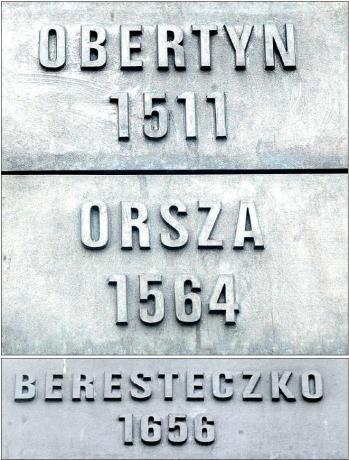 OBERTYN
1511
ORSZA
1564
BERESTECZKO
1656